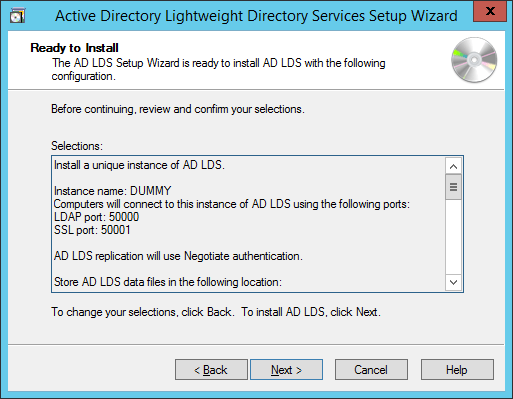 Active Directory Lightweight Directory Services Setup Wizard
Ready to Install
The AD LDS Setup Wizard is ready to install AD LDS with the following
configuration.
Before continuing, review and confirm your selections.
Selections:
Install a unique instance of AD LDS.
Instance name: DUMMY
Computers will connect to this instance of AD LDS using the following ports:
LDAP port: 50000
SSL port: 50001
AD LDS replication will use Negotiate authentication.
Store AD LDS data files in the following location:
To change your selections, click Back. To install AD LDS, click Next.
< Back
Next >
Cancel
Help